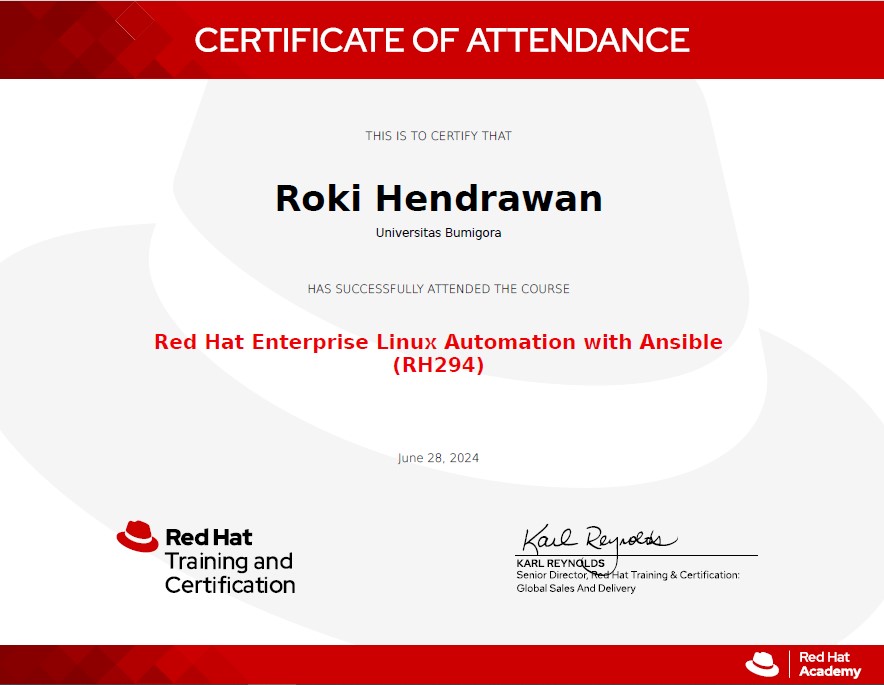 CERTIFICATE OF ATTENDANCE
THIS IS TO CERTIFY THAT
Roki Hendrawan
Universitas Bumigora
HAS SUCCESSFULLY ATTENDED THE COURSE
Red Hat Enterprise Linux Automation with Ansible
(RH294)
June 28, 2024
Red Hat
Training and
Certification
Karl Reynolds
KARL REYNOLDS
Senior Director, Red Hat Training & Certification:
Global Sales And Delivery
Red Hat
Academy